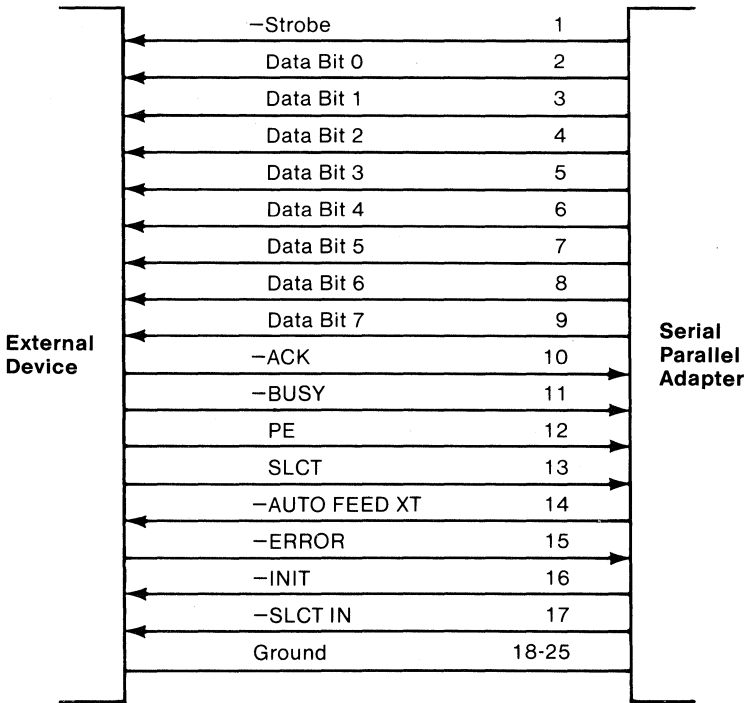 −Strobe 1
Data Bit 0 2
Data Bit 1 3
Data Bit 2 4
Data Bit 3 5
Data Bit 4 6
Data Bit 5 7
Data Bit 6 8
Data Bit 7 9
External
Device
Serial
Parallel
Adapter
−ACK 10
−BUSY 11
PE 12
SLCT 13
−AUTO FEED XT 14
−ERROR 15
−INIT 16
−SLCT IN 17
Ground 18-25